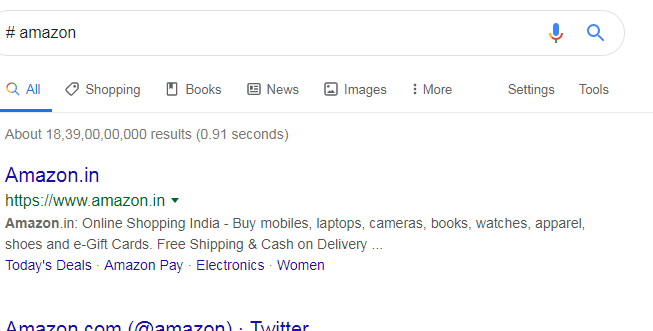 # amazon
All Shopping Books News Images More Settings Tools
About 18,39,00,00,000 results (0.91 seconds)
Amazon.in
https://www.amazon.in
Amazon.in: Online Shopping India - Buy mobiles, laptops, cameras, books, watches, apparel,
shoes and e-Gift Cards. Free Shipping & Cash on Delivery ...
Today's Deals · Amazon Pay · Electronics · Women
Amazon.com (@amazon) · Twitter